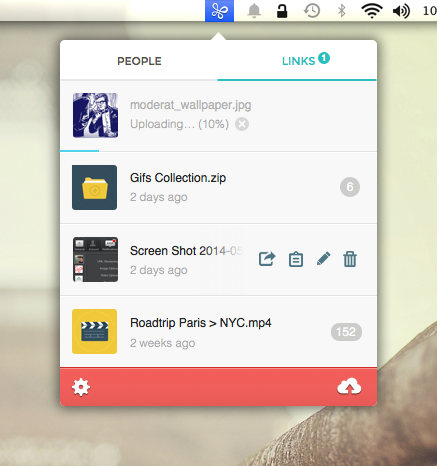 10
PEOPLE
LINKS 1
moderat_wallpaper.jpg
Uploading... (10%)
Gifs Collection.zip
2 days ago
6
Screen Shot 2014-05
2 days ago
Roadtrip Paris > NYC.mp4
2 weeks ago
152